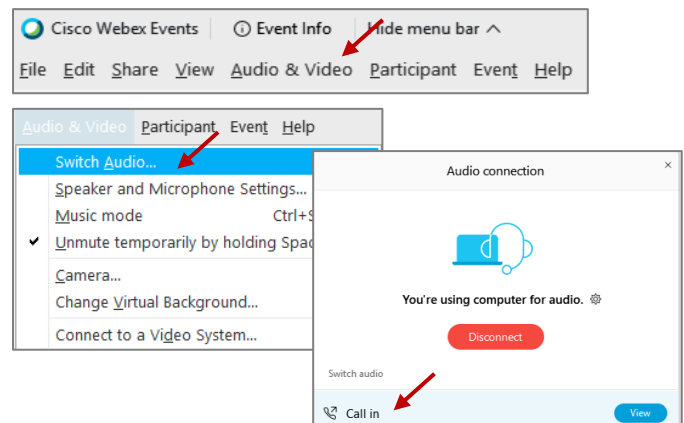 Cisco Webex Events Event Info Hide menu bar
File Edit Share View Audio & Video Participant Event Help
Audio & Video Participant Event Help
Switch Audio...
Speaker and Microphone Settings...
Music mode Ctrl+S
Unmute temporarily by holding Spa
Camera...
Change Virtual Background...
Connect to a Video System...
Audio connection
You're using computer for audio.
Disconnect
Switch audio
Call in View